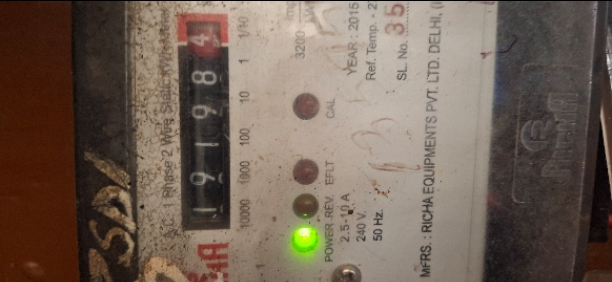 Phase 2 Wire Static
1 9 1 9 8 4
10000 1000 100 10 1 1/10
3200
CAL
EFLT
REV.
POWER
2.5-10 A
240 V.
50 Hz.
YEAR : 2015
Ref. Temp. - 2
SL. No. 35
MFRS. : RICHA EQUIPMENTS PVT. LTD. DELHI, (